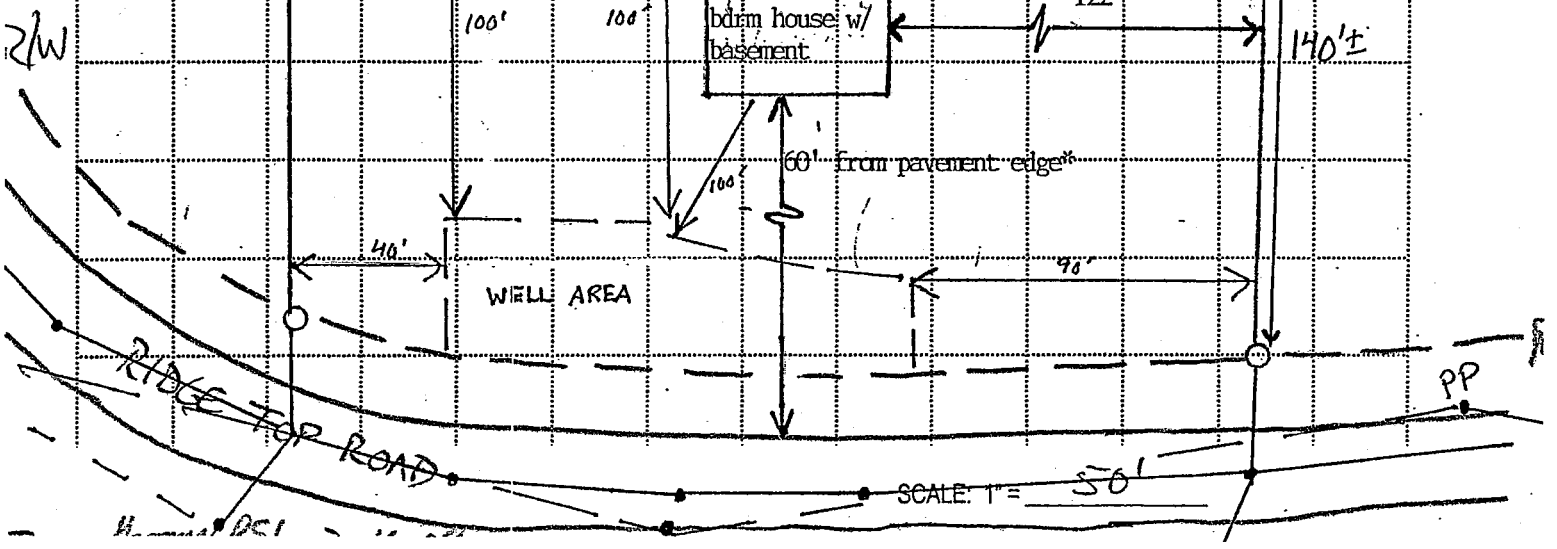 100'
100'
bdrm house w/
basement
140'±
R/W
60' from pavement edge*
100'
40'
90'
WELL AREA
PP
RIDGE TOP ROAD
SCALE: 1"= 50'